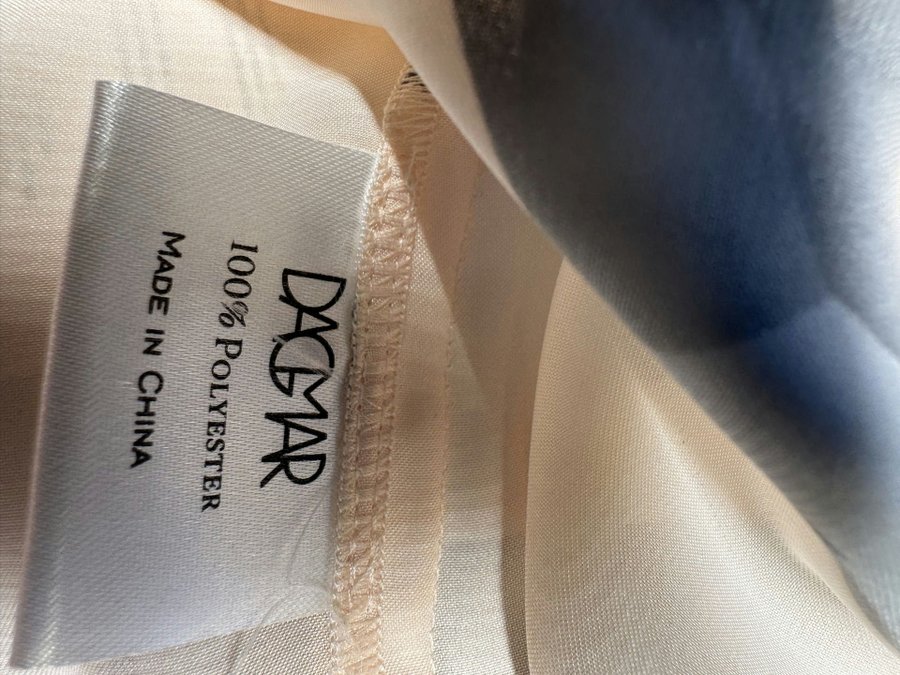 DAGMAR
100% POLYESTER
MADE IN CHINA